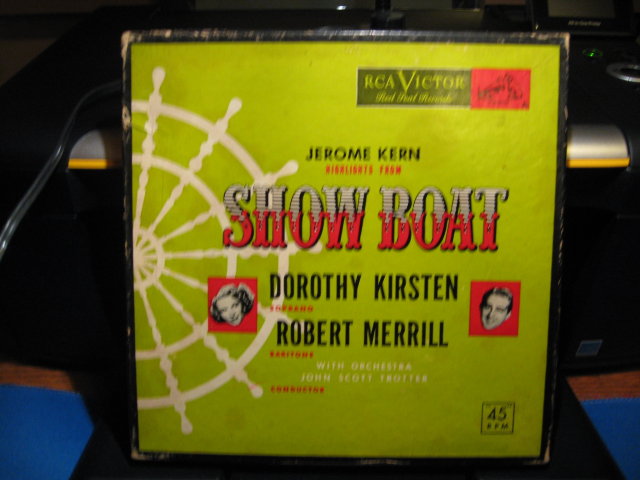 RCA VICTOR
Red Seal Records
JEROME KERN
HIGHLIGHTS FROM
SHOW BOAT
DOROTHY KIRSTEN
SOPRANO
ROBERT MERRILL
BARITONE
WITH ORCHESTRA
JOHN SCOTT TROTTER
CONDUCTOR
45
RPM